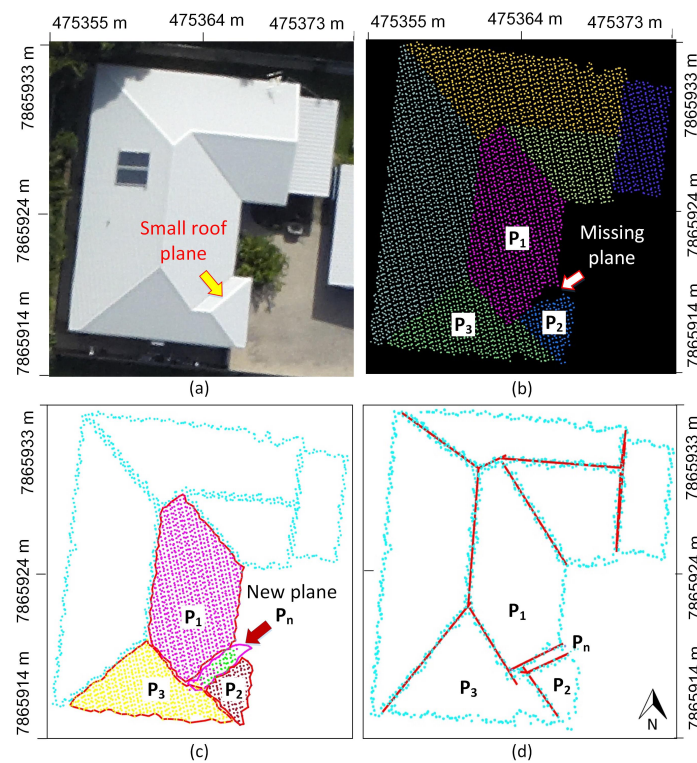 475355 m 475364 m 475373 m
475355 m 475364 m 475373 m
7865933 m
7865924 m
7865914 m
Small roof
plane
(a)
P1
Missing
plane
P3
P2
7865933 m
7865924 m
7865914 m
(b)
7865933 m
7865924 m
7865914 m
P1
New plane
Pn
P3
P2
(c)
P1
Pn
P3
P2
N
7865933 m
7865924 m
7865914 m
(d)